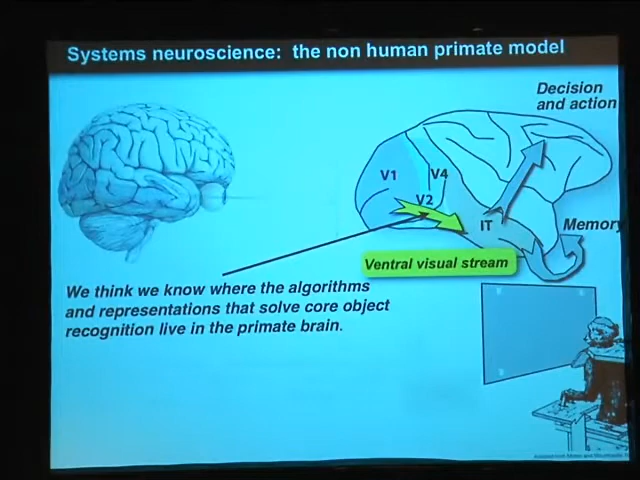 Systems neuroscience: the non human primate model
Decision
and action
V1
V4
V2
IT
Memory
Ventral visual stream
We think we know where the algorithms
and representations that solve core object
recognition live in the primate brain.